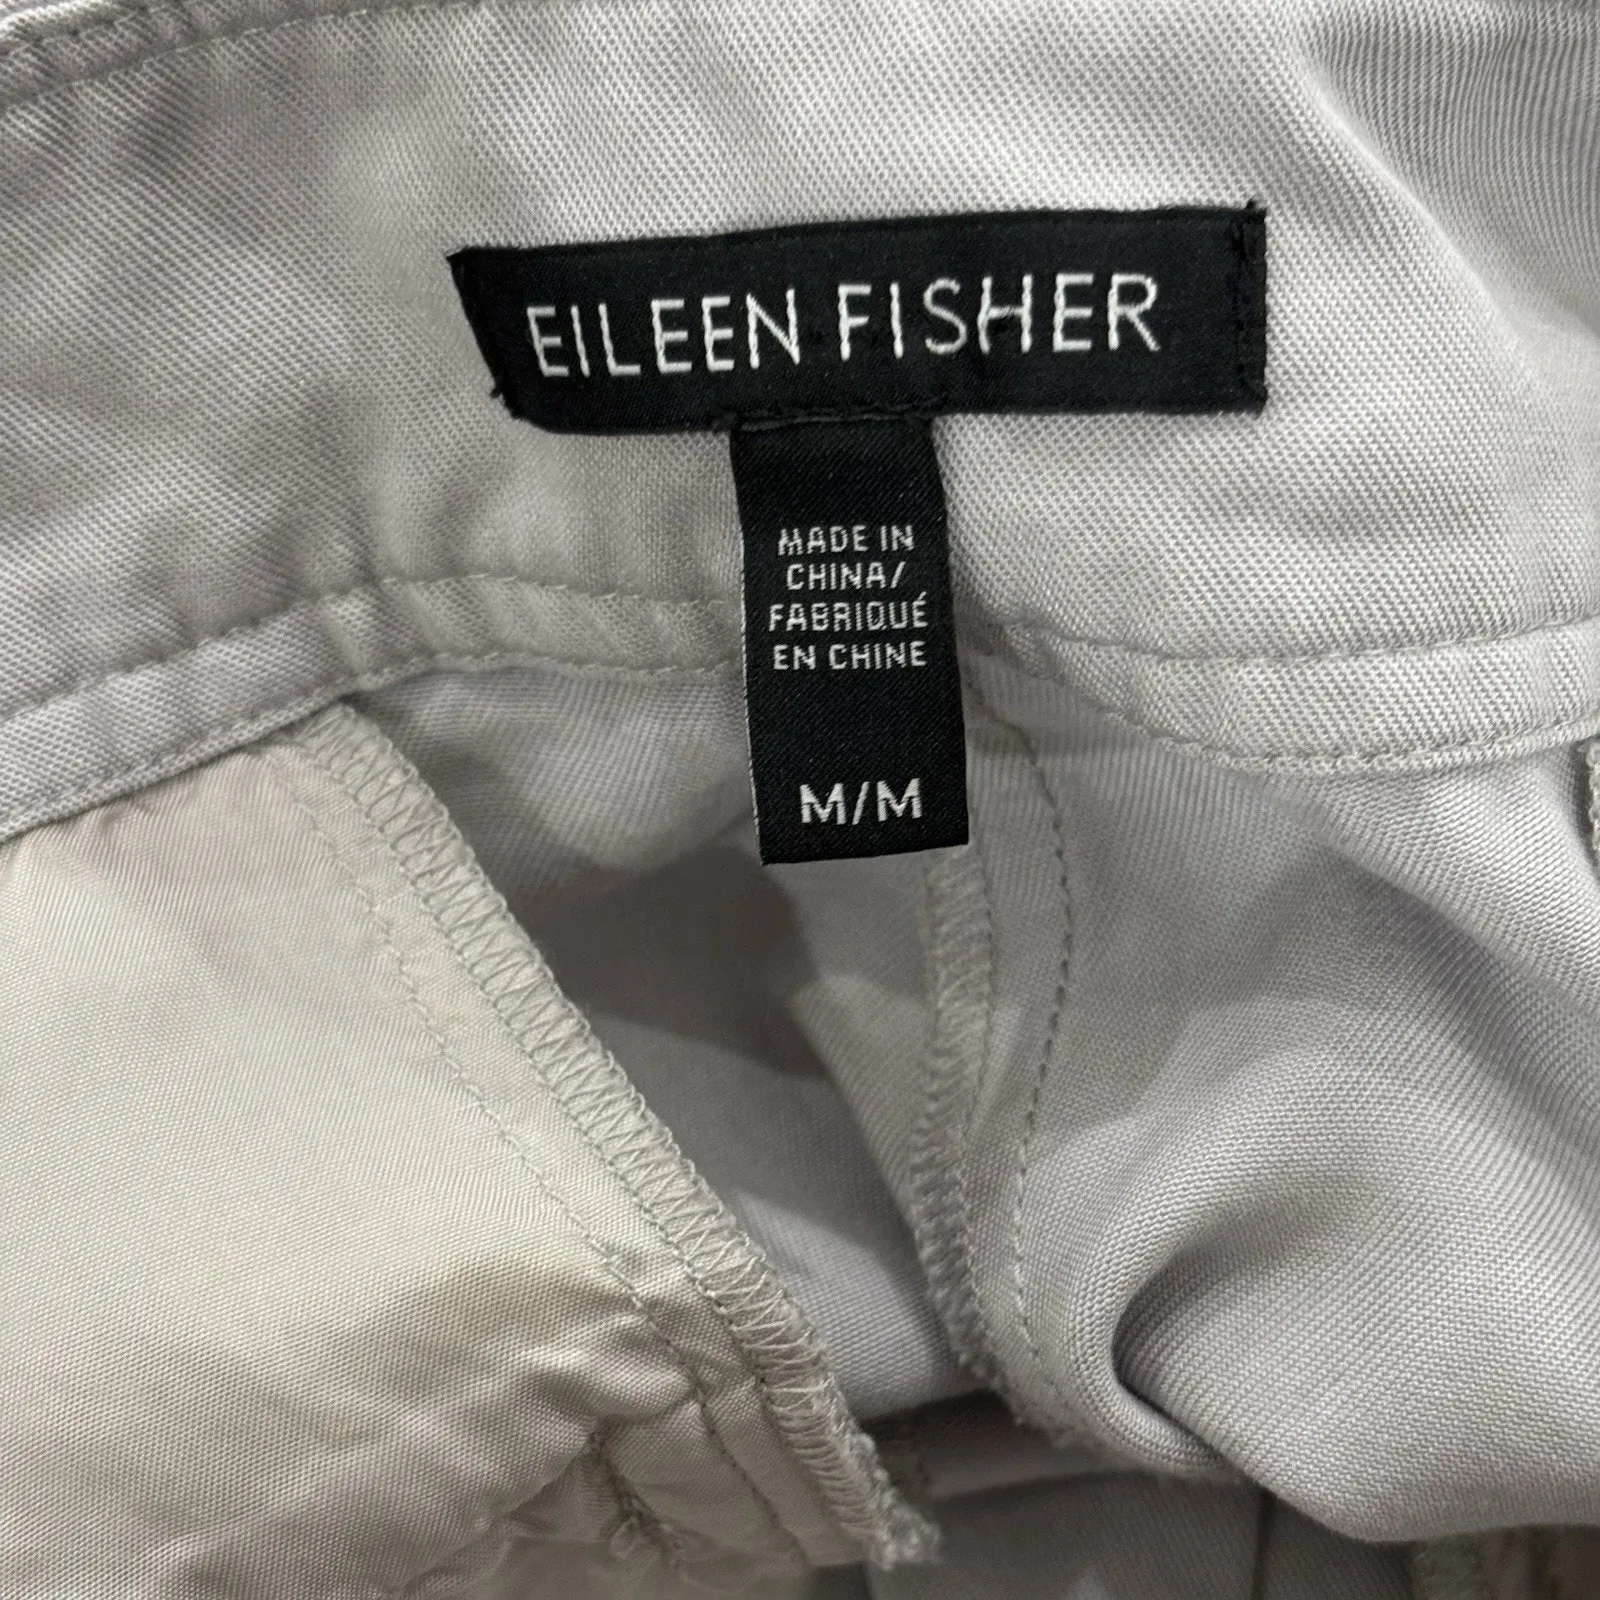 EILEEN FISHER
MADE IN
CHINA/
FABRIQUÉ
EN CHINE
M/M